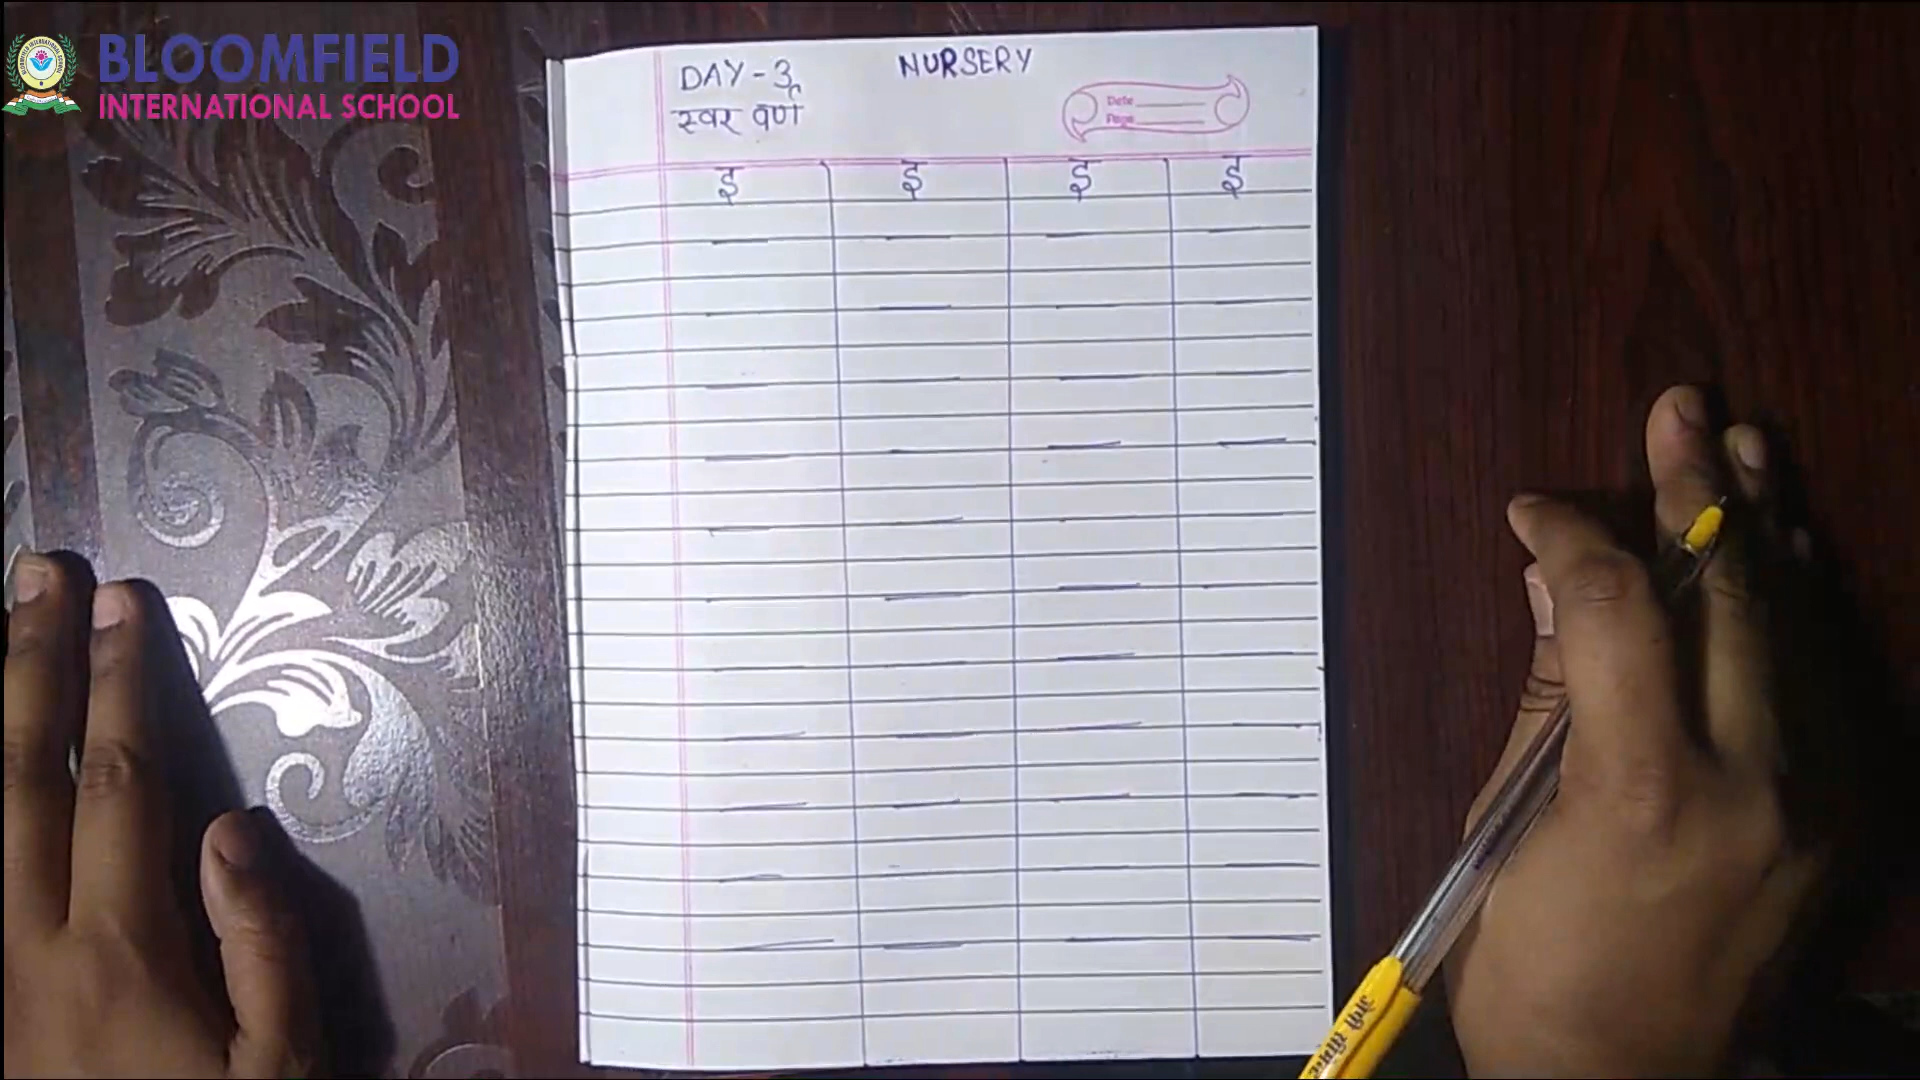 BLOOMFIELD
INTERNATIONAL SCHOOL
DAY - 3
NURSERY
स्वर वर्ण
Date
Page
इ इ इ इ